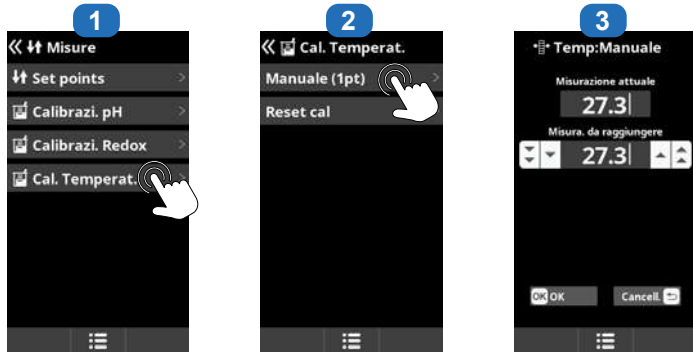 1
Misure
Set points
Calibrazi. pH
Calibrazi. Redox
Cal. Temperat.
2
Cal. Temperat.
Manuale (1pt)
Reset cal
3
Temp:Manuale
Misurazione attuale
27.3
Misura. da raggiungere
27.3
OK OK
Cancell.